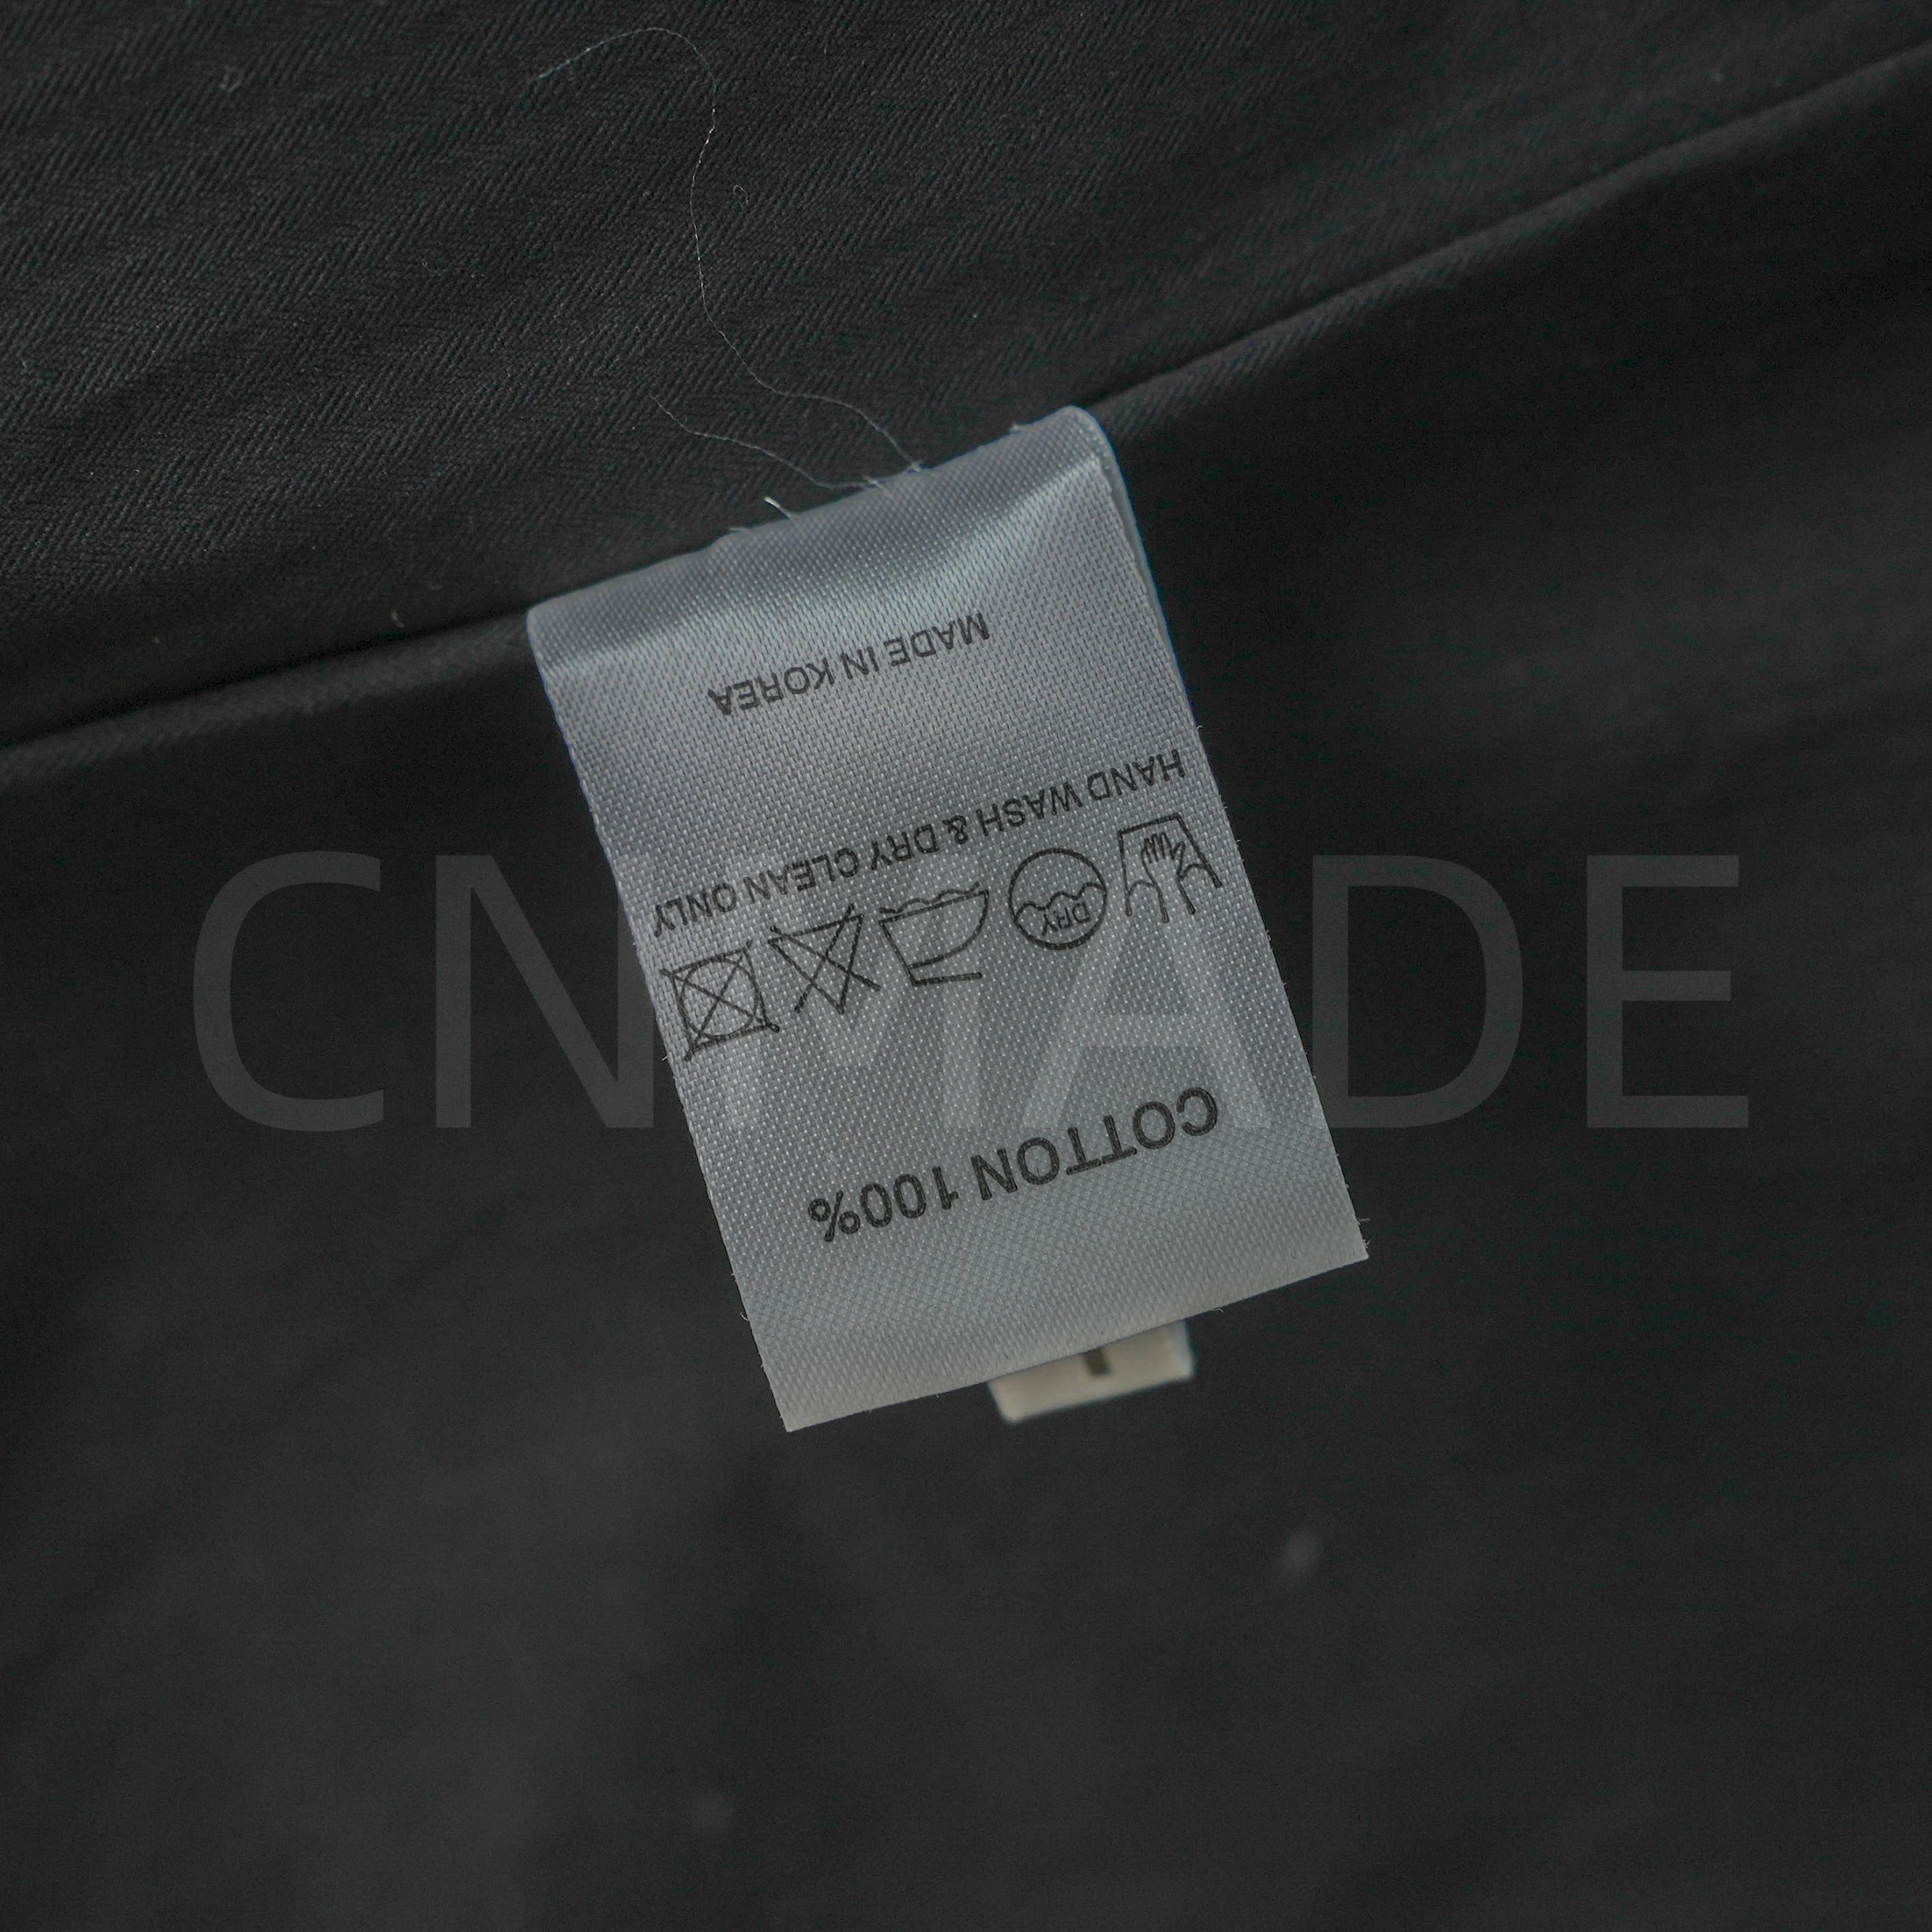 COTTON 100%
DRY
HAND WASH & DRY CLEAN ONLY
MADE IN KOREA
CNMADE